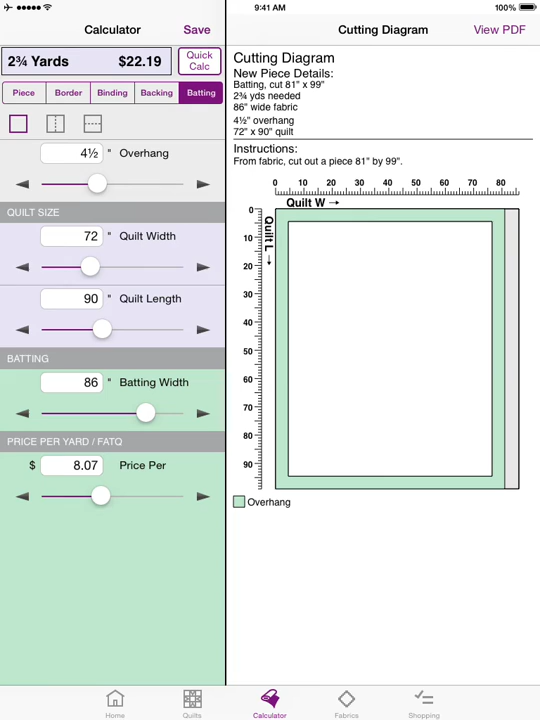 9:41 AM
100%
Calculator
Save
Cutting Diagram
View PDF
2¾ Yards
$22.19
Quick
Calc
Piece
Border
Binding
Backing
Batting
4½ " Overhang
QUILT SIZE
72 " Quilt Width
90 " Quilt Length
BATTING
86 " Batting Width
PRICE PER YARD / FATQ
$ 8.07 Price Per
Cutting Diagram
New Piece Details:
Batting, cut 81" x 99"
2¾ yds needed
86" wide fabric
4½" overhang
72" x 90" quilt
Instructions:
From fabric, cut out a piece 81" by 99".
0 10 20 30 40 50 60 70 80
Quilt W →
Quilt L →
0
10
20
30
40
50
60
70
80
90
Overhang
Home
Quilts
Calculator
Fabrics
Shopping